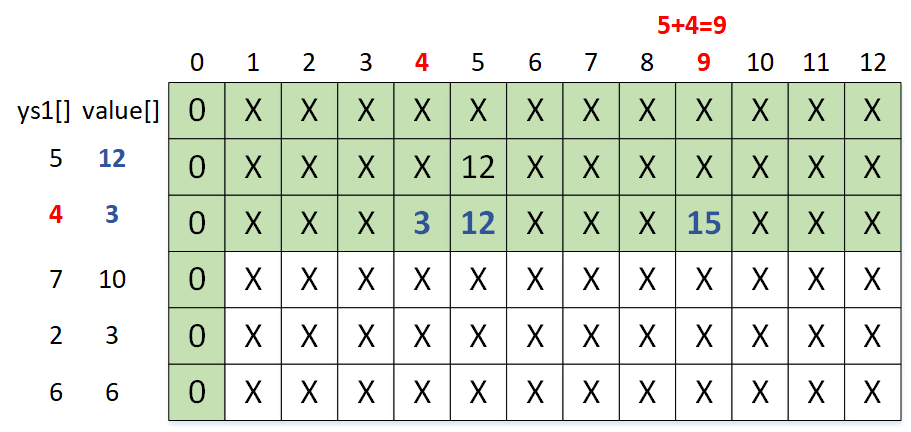 5+4=9
0 1 2 3 4 5 6 7 8 9 10 11 12
ys1[] value[] 0 X X X X X X X X X X X X
5 12 0 X X X X 12 X X X X X X X
4 3 0 X X X 3 12 X X X 15 X X X
7 10 0 X X X X X X X X X X X X
2 3 0 X X X X X X X X X X X X
6 6 0 X X X X X X X X X X X X